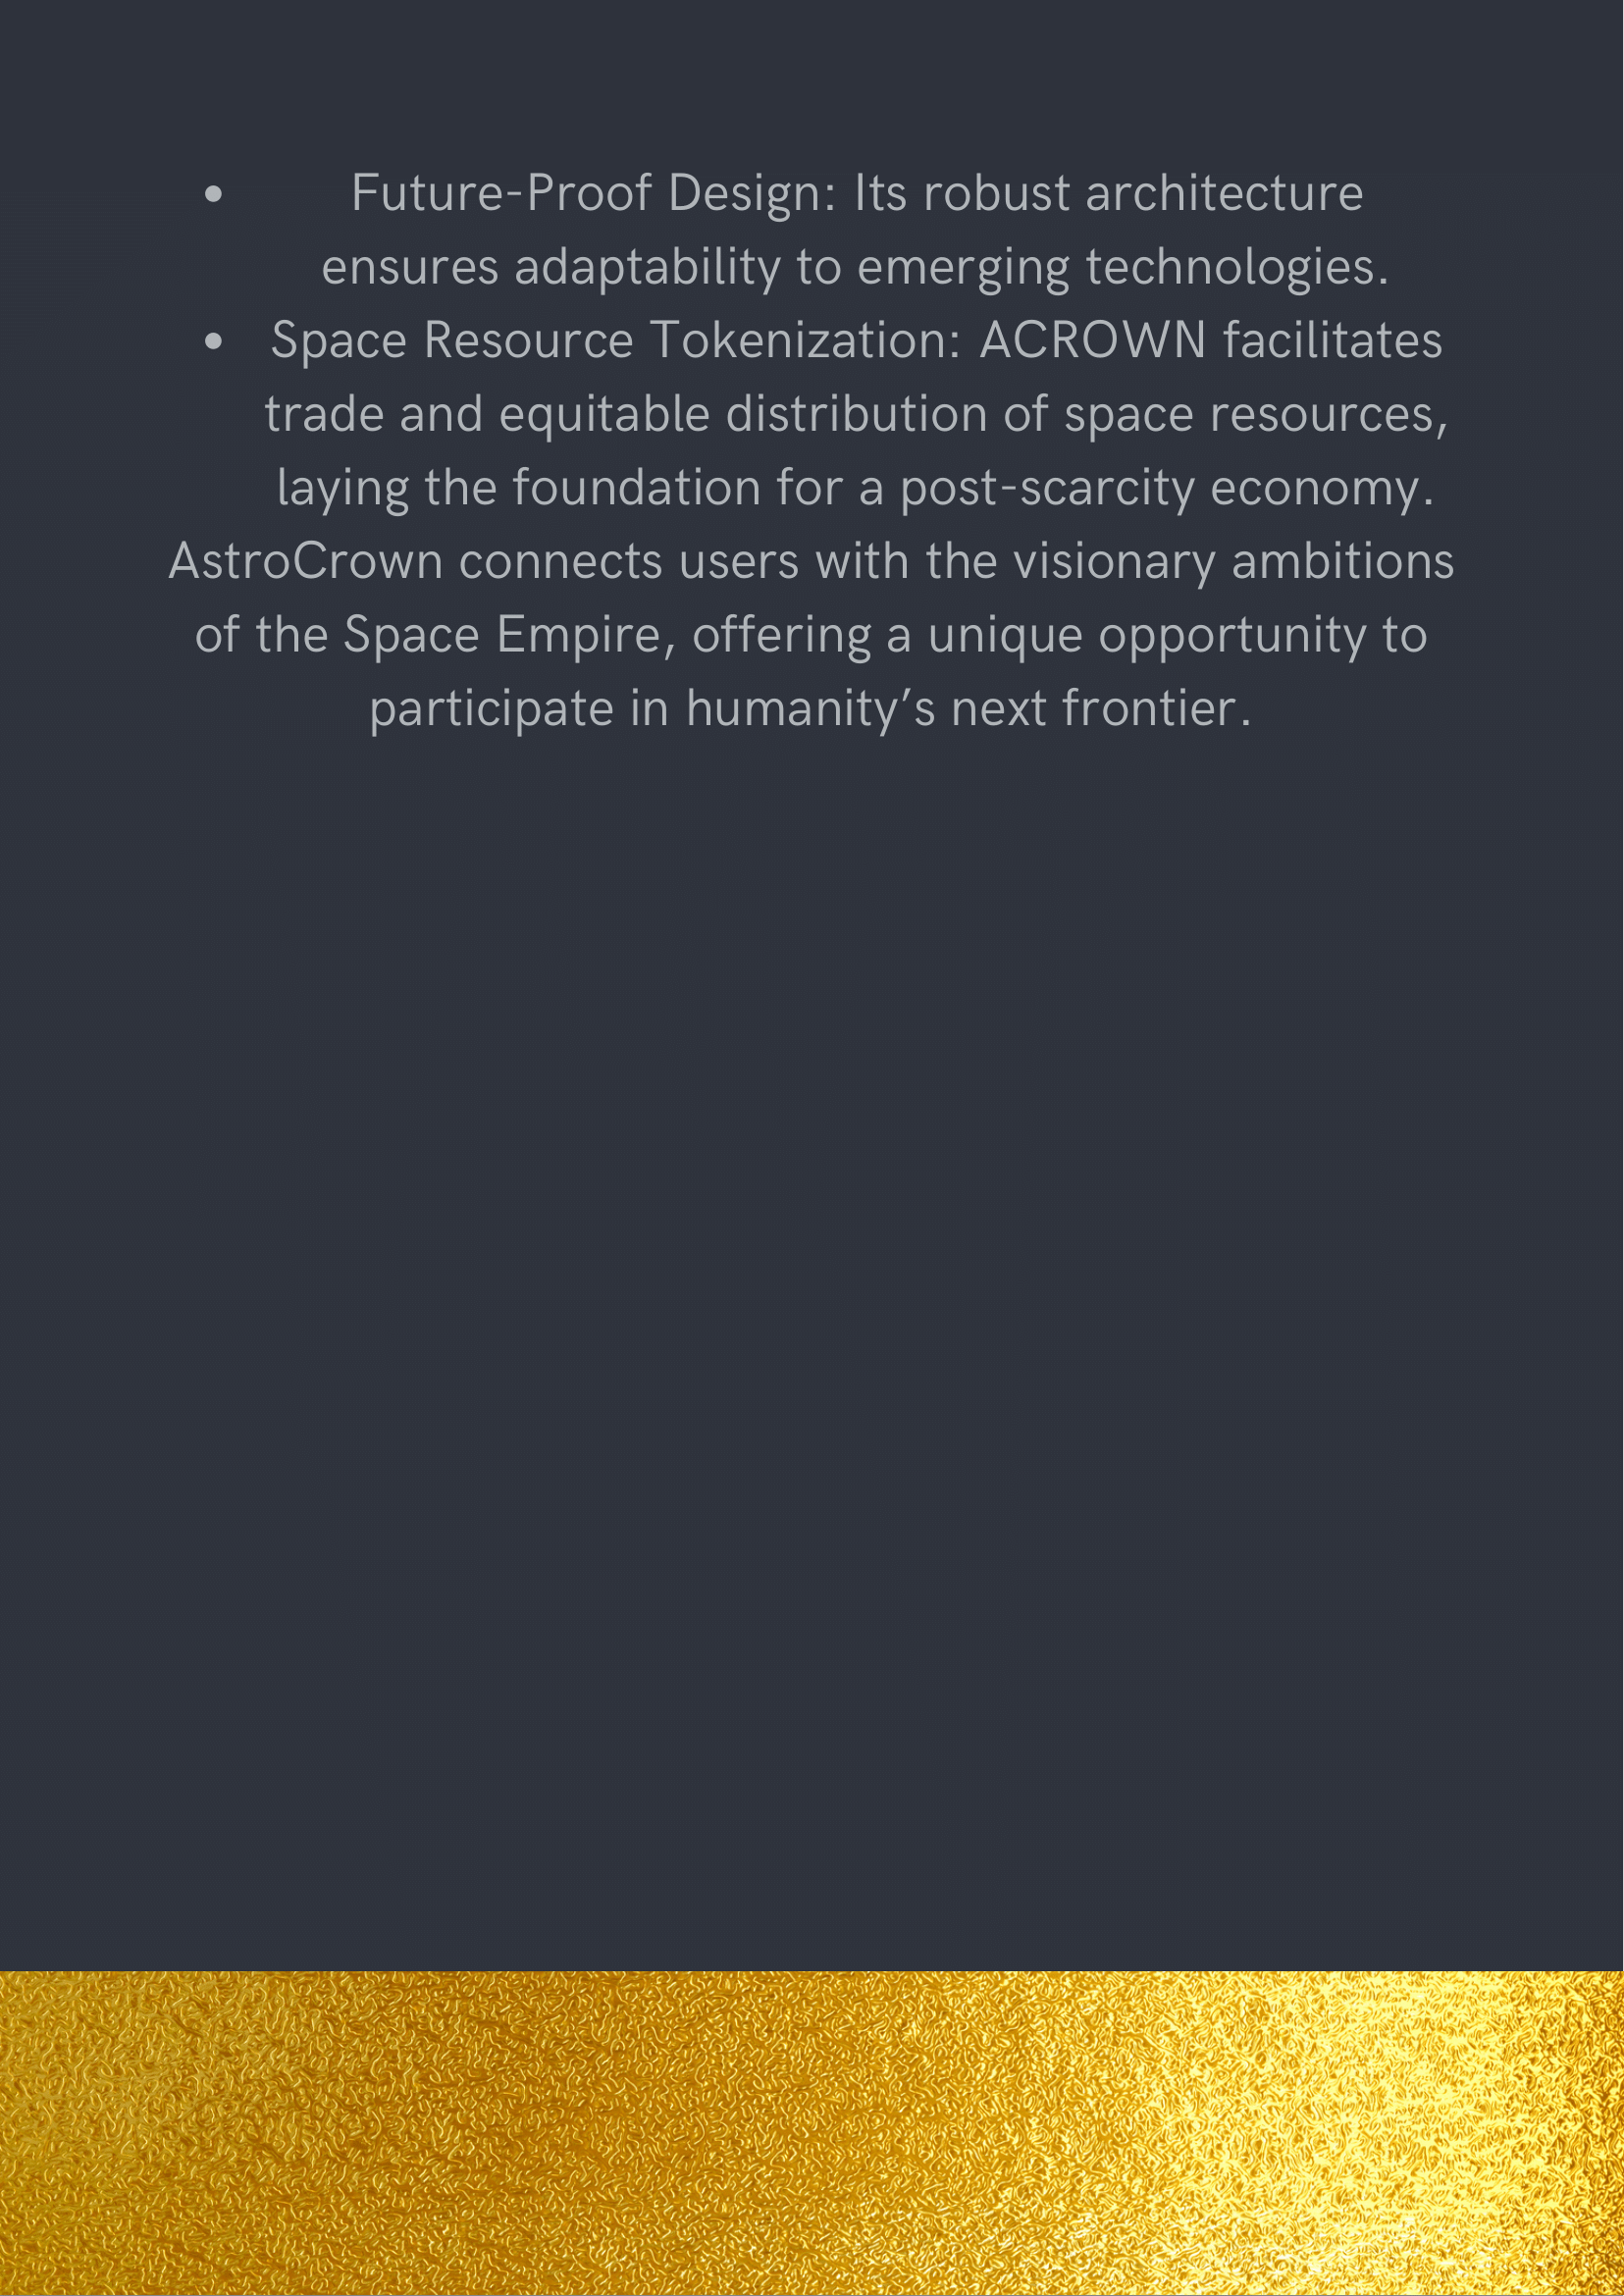 • Future-Proof Design: Its robust architecture
ensures adaptability to emerging technologies.
• Space Resource Tokenization: ACROWN facilitates
trade and equitable distribution of space resources,
laying the foundation for a post-scarcity economy.
AstroCrown connects users with the visionary ambitions
of the Space Empire, offering a unique opportunity to
participate in humanity’s next frontier.